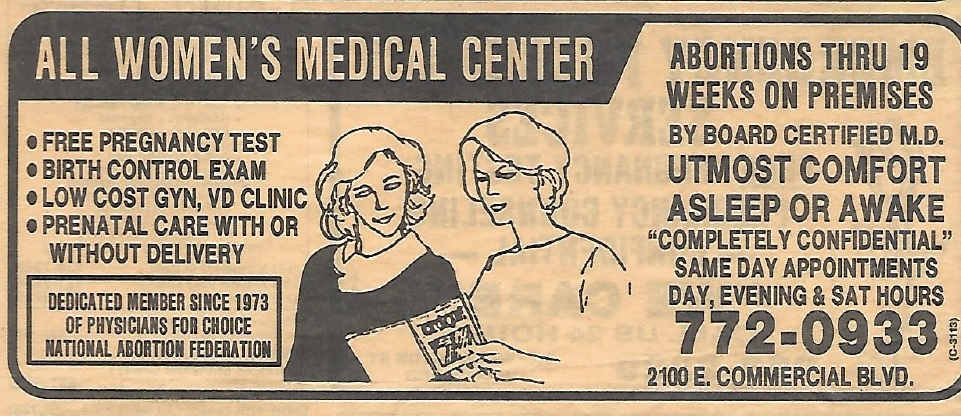 ALL WOMEN'S MEDICAL CENTER
• FREE PREGNANCY TEST
• BIRTH CONTROL EXAM
• LOW COST GYN, VD CLINIC
• PRENATAL CARE WITH OR
WITHOUT DELIVERY
DEDICATED MEMBER SINCE 1973
OF PHYSICIANS FOR CHOICE
NATIONAL ABORTION FEDERATION
ABORTIONS THRU 19
WEEKS ON PREMISES
BY BOARD CERTIFIED M.D.
UTMOST COMFORT
ASLEEP OR AWAKE
"COMPLETELY CONFIDENTIAL"
SAME DAY APPOINTMENTS
DAY, EVENING & SAT HOURS
772-0933
2100 E. COMMERCIAL BLVD.
(C-3113)